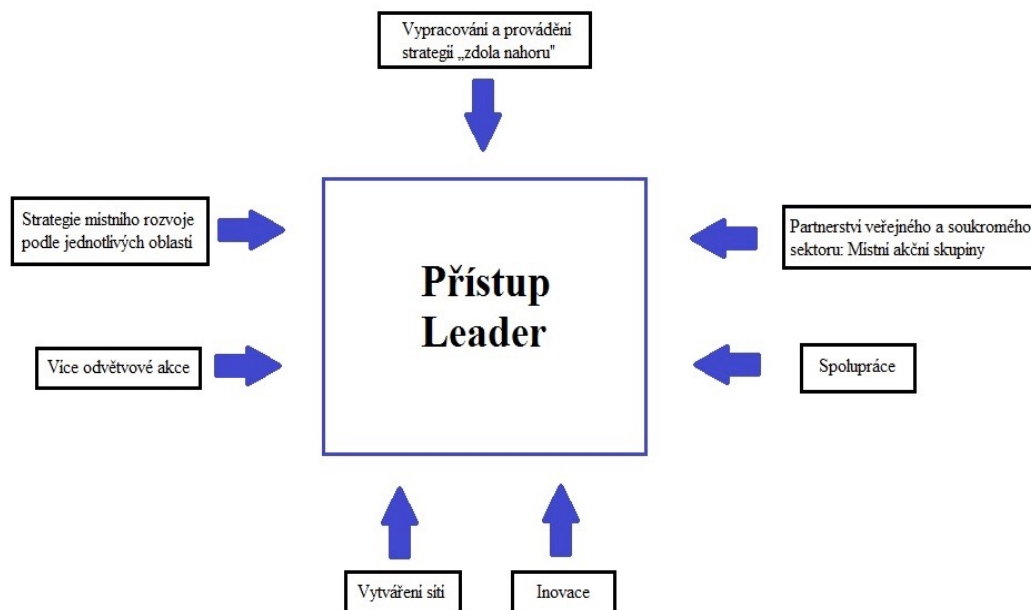 Vypracování a provádění
strategií „zdola nahoru"
Strategie místního rozvoje
podle jednotlivých oblastí
Partnerství veřejného a soukromého
sektoru: Místní akční skupiny
Přístup
Leader
Více odvětvové akce
Spolupráce
Vytváření sítí
Inovace